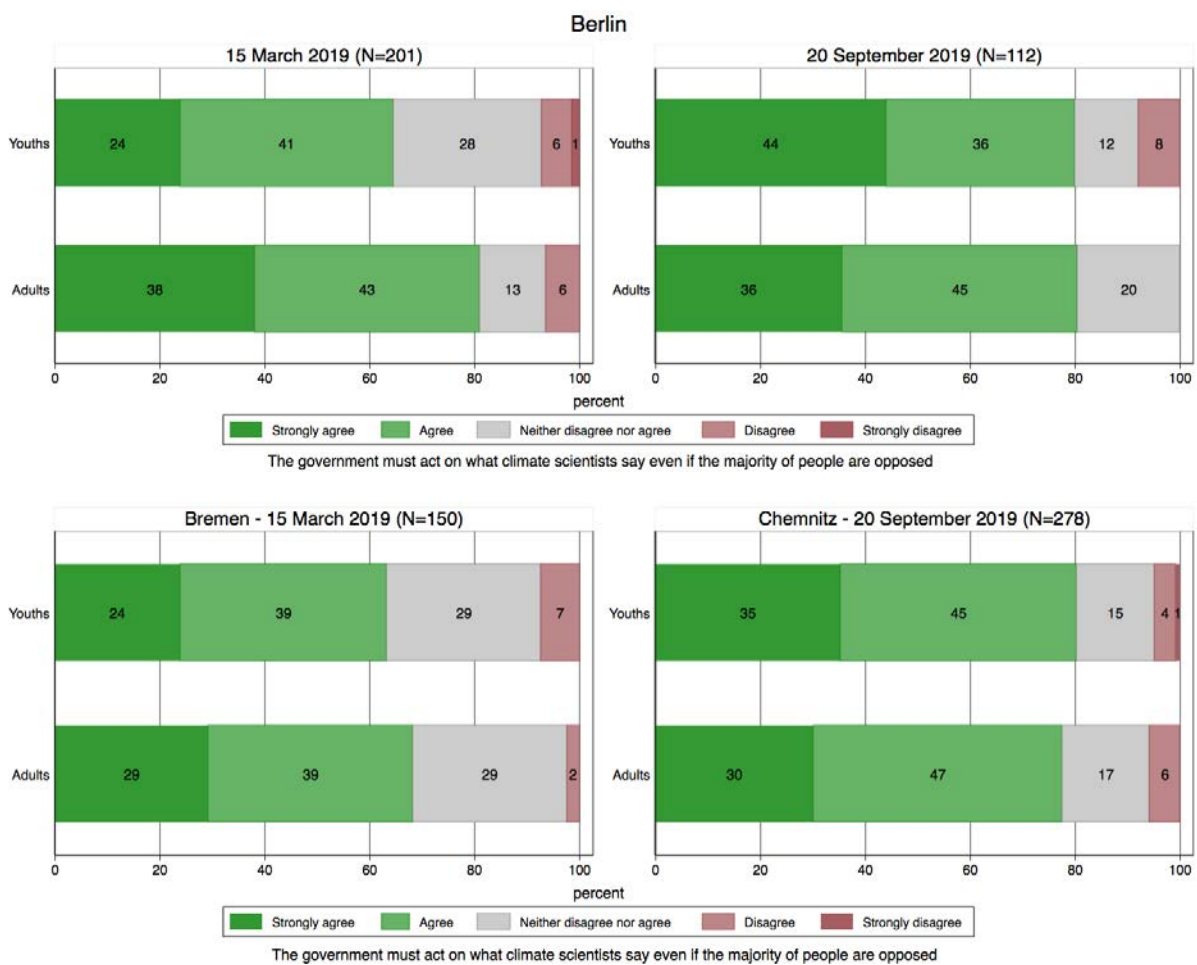 Berlin
15 March 2019 (N=201)
Youths 24 41 28 6 1
Adults 38 43 13 6
0 20 40 60 80 100
percent
20 September 2019 (N=112)
44 36 12 8
Youths
36 45 20
Adults
0 20 40 60 80 100
percent
Strongly agree Agree Neither disagree nor agree Disagree Strongly disagree
The government must act on what climate scientists say even if the majority of people are opposed
Bremen - 15 March 2019 (N=150)
Youths 24 39 29 7
Adults 29 39 29 2
0 20 40 60 80 100
percent
Chemnitz - 20 September 2019 (N=278)
Youths 35 45 15 4 1
Adults 30 47 17 6
0 20 40 60 80 100
percent
Strongly agree Agree Neither disagree nor agree Disagree Strongly disagree
The government must act on what climate scientists say even if the majority of people are opposed